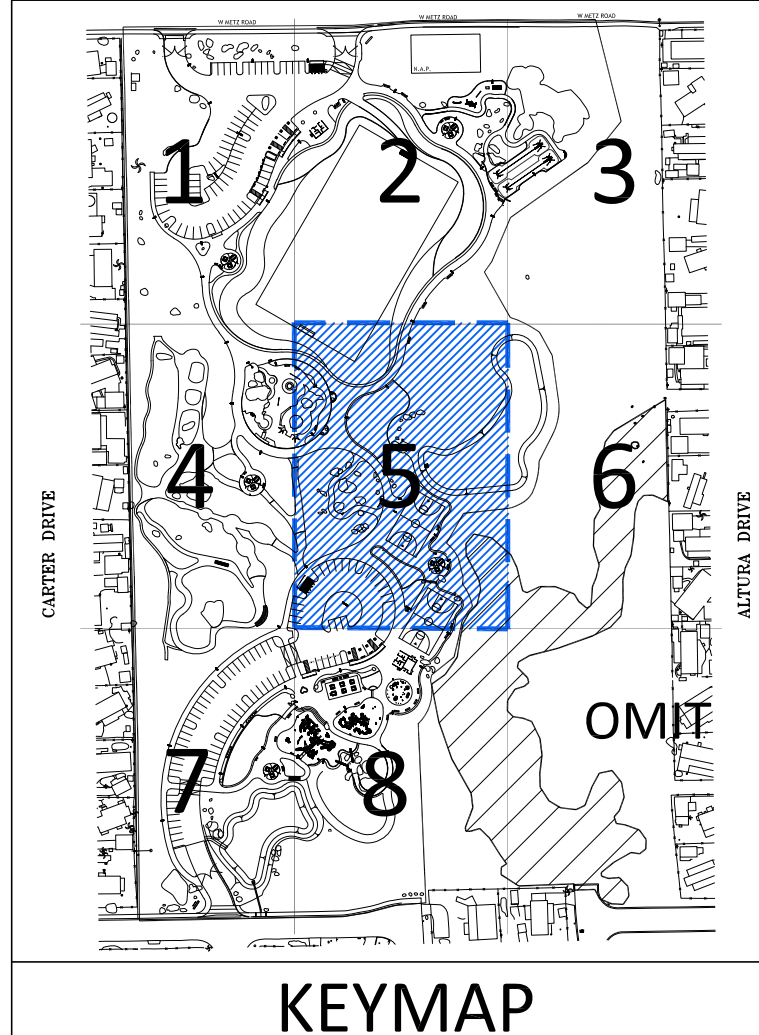 W METZ ROAD
W METZ ROAD
W METZ ROAD
N.A.P.
1
2
3
4
5
6
CARTER DRIVE
ALTURA DRIVE
OMIT
7
8
KEYMAP